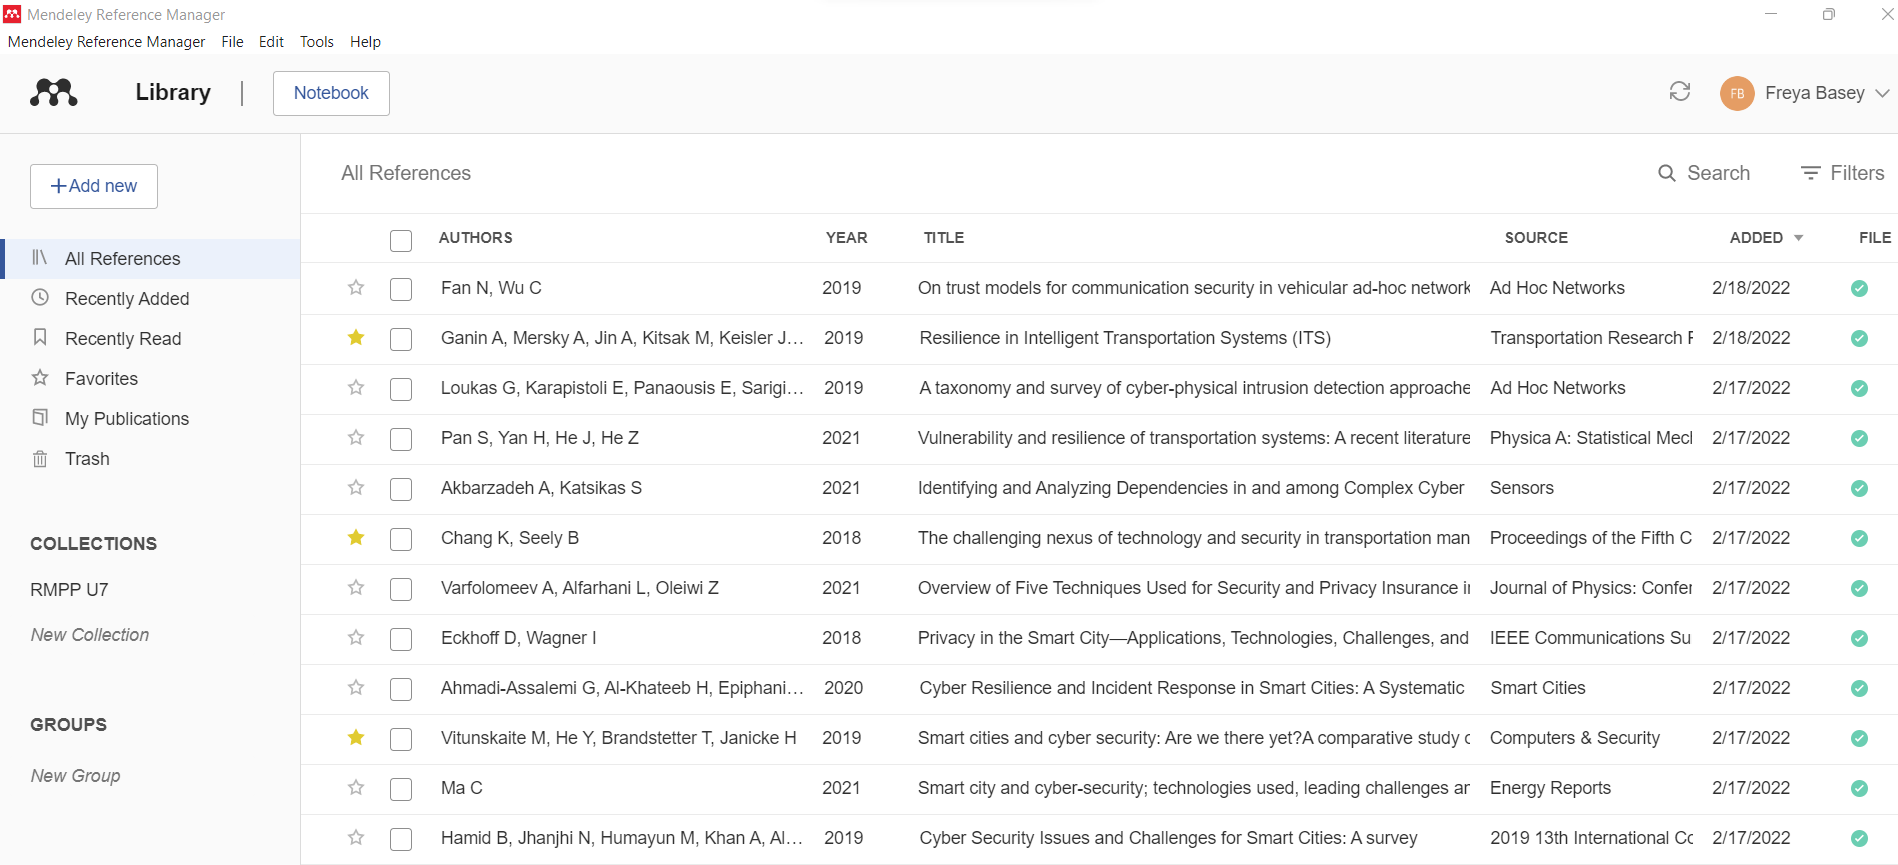 Mendeley Reference Manager
Mendeley Reference Manager File Edit Tools Help
Library | Notebook FB Freya Basey
+Add new
All References
Recently Added
Recently Read
Favorites
My Publications
Trash
COLLECTIONS
RMPP U7
New Collection
GROUPS
New Group
All References Search Filters
AUTHORS YEAR TITLE SOURCE ADDED FILE
Fan N, Wu C 2019 On trust models for communication security in vehicular ad-hoc network Ad Hoc Networks 2/18/2022
Ganin A, Mersky A, Jin A, Kitsak M, Keisler J... 2019 Resilience in Intelligent Transportation Systems (ITS) Transportation Research 2/18/2022
Loukas G, Karapistoli E, Panaousis E, Sarigi... 2019 A taxonomy and survey of cyber-physical intrusion detection approache Ad Hoc Networks 2/17/2022
Pan S, Yan H, He J, He Z 2021 Vulnerability and resilience of transportation systems: A recent literature Physica A: Statistical Mecl 2/17/2022
Akbarzadeh A, Katsikas S 2021 Identifying and Analyzing Dependencies in and among Complex Cyber Sensors 2/17/2022
Chang K, Seely B 2018 The challenging nexus of technology and security in transportation man Proceedings of the Fifth C 2/17/2022
Varfolomeev A, Alfarhani L, Oleiwi Z 2021 Overview of Five Techniques Used for Security and Privacy Insurance i Journal of Physics: Confer 2/17/2022
Eckhoff D, Wagner I 2018 Privacy in the Smart City—Applications, Technologies, Challenges, and IEEE Communications Su 2/17/2022
Ahmadi-Assalemi G, Al-Khateeb H, Epiphani... 2020 Cyber Resilience and Incident Response in Smart Cities: A Systematic Smart Cities 2/17/2022
Vitunskaite M, He Y, Brandstetter T, Janicke H 2019 Smart cities and cyber security: Are we there yet?A comparative study Computers & Security 2/17/2022
Ma C 2021 Smart city and cyber-security; technologies used, leading challenges ar Energy Reports 2/17/2022
Hamid B, Jhanjhi N, Humayun M, Khan A, Al... 2019 Cyber Security Issues and Challenges for Smart Cities: A survey 2019 13th International Cc 2/17/2022